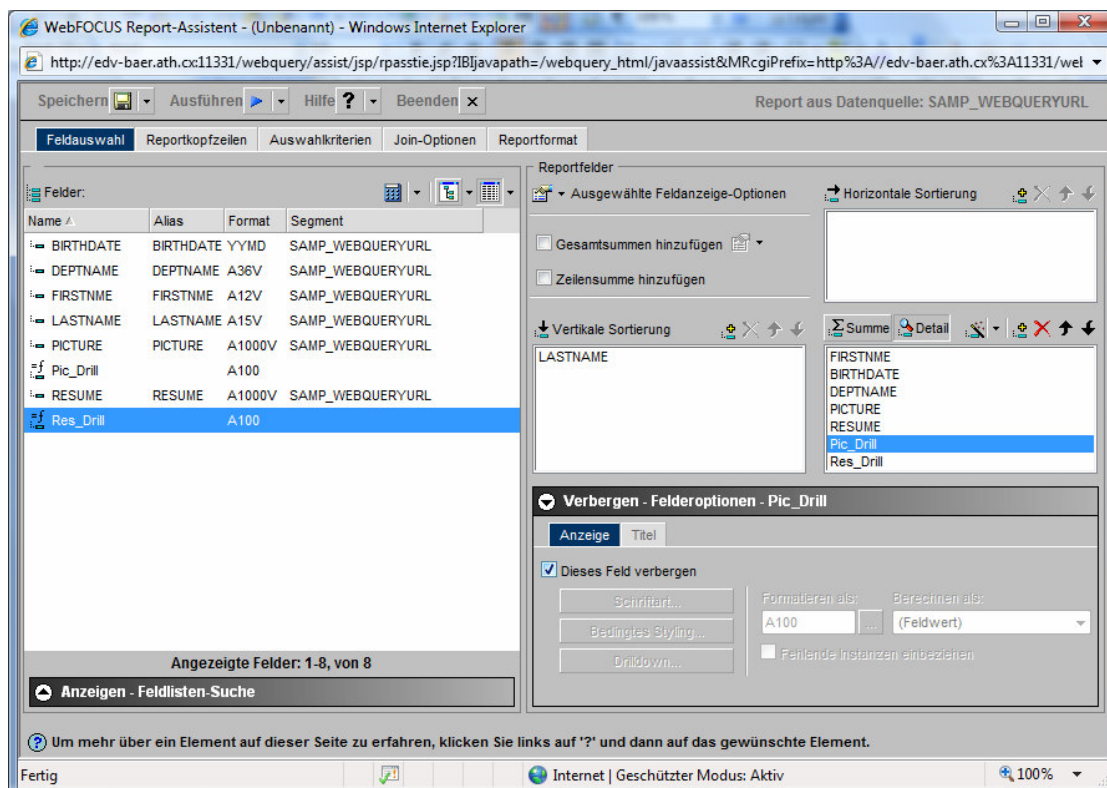 WebFOCUS Report-Assistent - (Unbenannt) - Windows Internet Explorer
http://edv-baer.ath.cx:11331/webquery/assist/jsp/rpasstie.jsp?IBIjavapath=/webquery_html/javaassist&MRcgiPrefix=http%3A//edv-baer.ath.cx%3A11331/wel
Speichern Ausführen Hilfe ? Beenden x Report aus Datenquelle: SAMP_WEBQUERYURL
Feldauswahl Reportkopfzeilen Auswahlkriterien Join-Optionen Reportformat
Felder:
Name Alias Format Segment
BIRTHDATE BIRTHDATE YYMD SAMP_WEBQUERYURL
DEPTNAME DEPTNAME A36V SAMP_WEBQUERYURL
FIRSTNME FIRSTNME A12V SAMP_WEBQUERYURL
LASTNAME LASTNAME A15V SAMP_WEBQUERYURL
PICTURE PICTURE A1000V SAMP_WEBQUERYURL
Pic_Drill A100
RESUME RESUME A1000V SAMP_WEBQUERYURL
Res_Drill A100
Angezeigte Felder: 1-8, von 8
Anzeigen - Feldlisten-Suche
Reportfelder
Ausgewählte Feldanzeige-Optionen
Gesamtsummen hinzufügen
Zeilensumme hinzufügen
Horizontale Sortierung
Vertikale Sortierung
LASTNAME
Summe Detail
FIRSTNME
BIRTHDATE
DEPTNAME
PICTURE
RESUME
Pic_Drill
Res_Drill
Verbergen - Felderoptionen - Pic_Drill
Anzeige Titel
Dieses Feld verbergen
Schriftart...
Bedingtes Styling...
Drilldown...
Formatieren als: Berechnen als:
A100 ... (Feldwert)
Fehlende Instanzen einbeziehen
? Um mehr über ein Element auf dieser Seite zu erfahren, klicken Sie links auf '?' und dann auf das gewünschte Element.
Fertig Internet | Geschützter Modus: Aktiv 100%